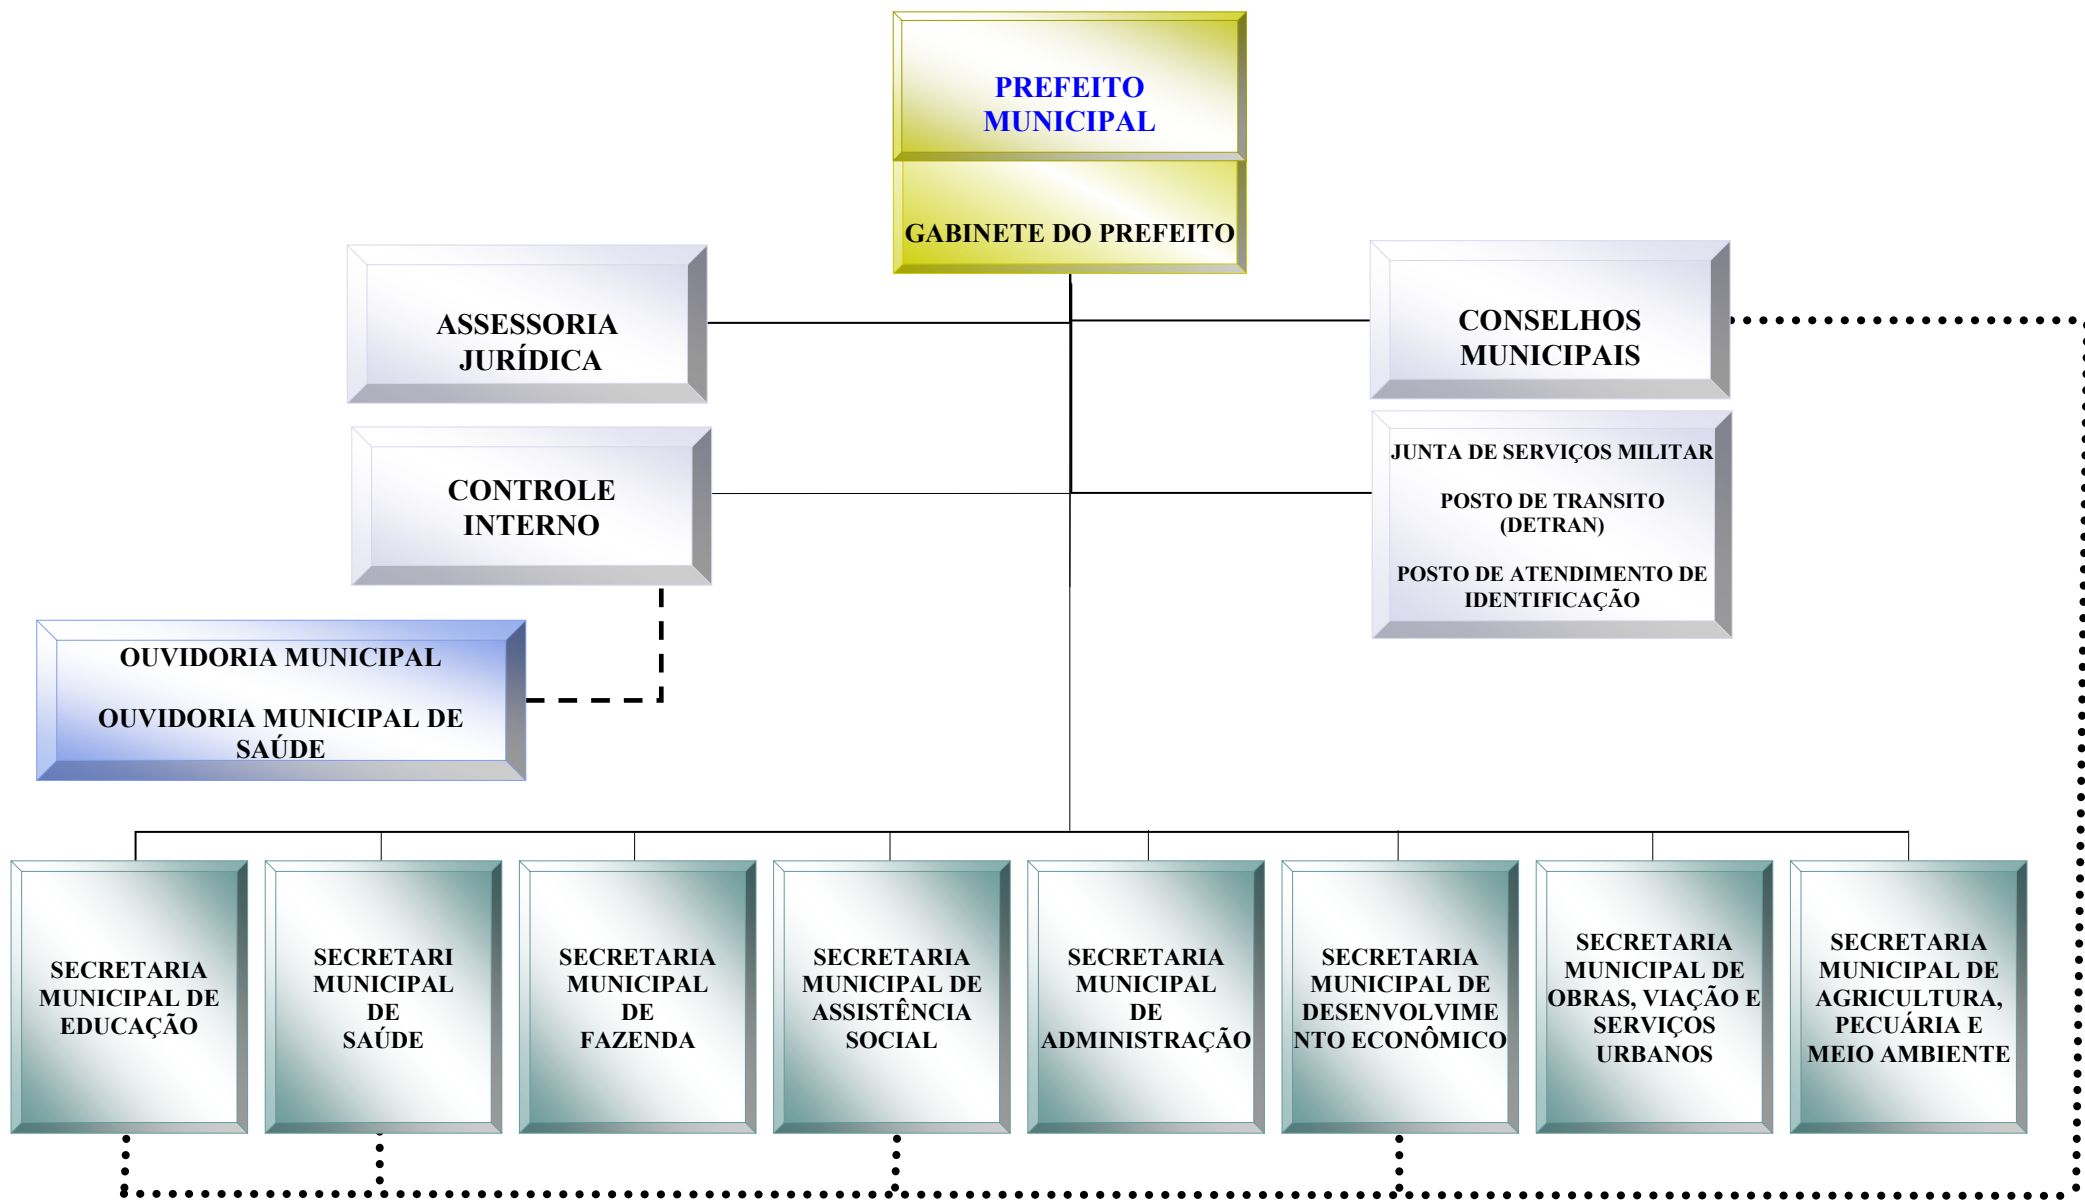 PREFEITO
MUNICIPAL
GABINETE DO PREFEITO
ASSESSORIA
JURÍDICA
CONSELHOS
MUNICIPAIS
CONTROLE
INTERNO
JUNTA DE SERVIÇOS MILITAR
POSTO DE TRANSITO
(DETRAN)
POSTO DE ATENDIMENTO DE
IDENTIFICAÇÃO
OUVIDORIA MUNICIPAL
OUVIDORIA MUNICIPAL DE
SAÚDE
SECRETARIA
MUNICIPAL DE
EDUCAÇÃO
SECRETARI
MUNICIPAL
DE
SAÚDE
SECRETARIA
MUNICIPAL
DE
FAZENDA
SECRETARIA
MUNICIPAL DE
ASSISTÊNCIA
SOCIAL
SECRETARIA
MUNICIPAL
DE
ADMINISTRAÇÃO
SECRETARIA
MUNICIPAL DE
DESENVOLVIME
NTO ECONÔMICO
SECRETARIA
MUNICIPAL DE
OBRAS, VIAÇÃO E
SERVIÇOS
URBANOS
SECRETARIA
MUNICIPAL DE
AGRICULTURA,
PECUÁRIA E
MEIO AMBIENTE